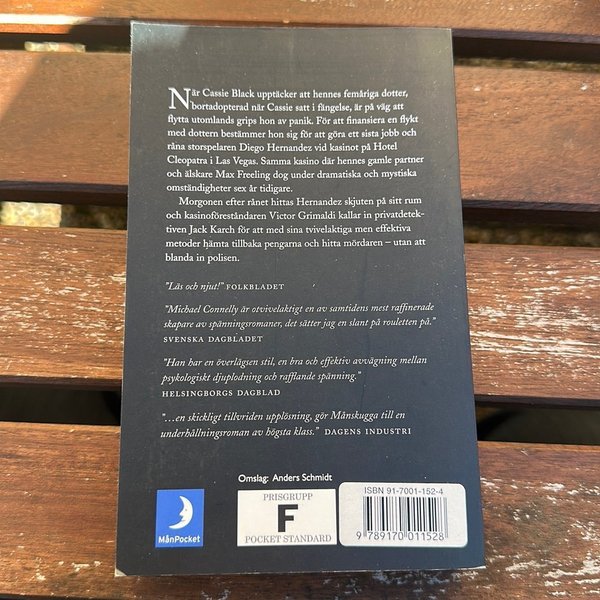 När Cassie Black upptäcker att hennes femåriga dotter,
bortadopterad när Cassie satt i fängelse, är på väg att
flytta utomlands grips hon av panik. För att finansiera en flykt
med dottern bestämmer hon sig för att göra ett sista jobb och
råna storspelaren Diego Hernandez vid kasinot på Hotel
Cleopatra i Las Vegas. Samma kasino där hennes gamle partner
och älskare Max Freeling dog under dramatiska och mystiska
omständigheter sex år tidigare.
Morgonen efter rånet hittas Hernandez skjuten på sitt rum
och kasinoföreståndaren Victor Grimaldi kallar in privatdetek-
tiven Jack Karch för att med sina tvivelaktiga men effektiva
metoder hämta tillbaka pengarna och hitta mördaren – utan att
blanda in polisen.
"Läs och njut!" FOLKBLADET
"Michael Connelly är otvivelaktigt en av samtidens mest raffinerade
skapare av spänningsromaner, det sätter jag en slant på rouletten på."
SVENSKA DAGBLADET
"Han har en överlägsen stil, en bra och effektiv avvägning mellan
psykologiskt djuplodning och rafflande spänning."
HELSINGBORGS DAGBLAD
"...en skickligt tillvriden upplösning, gör Månskugga till en
underhållningsroman av högsta klass." DAGENS INDUSTRI
Omslag: Anders Schmidt
MånPocket
PRISGRUPP
F
POCKET STANDARD
ISBN 91-7001-152-4
9 789170 011528